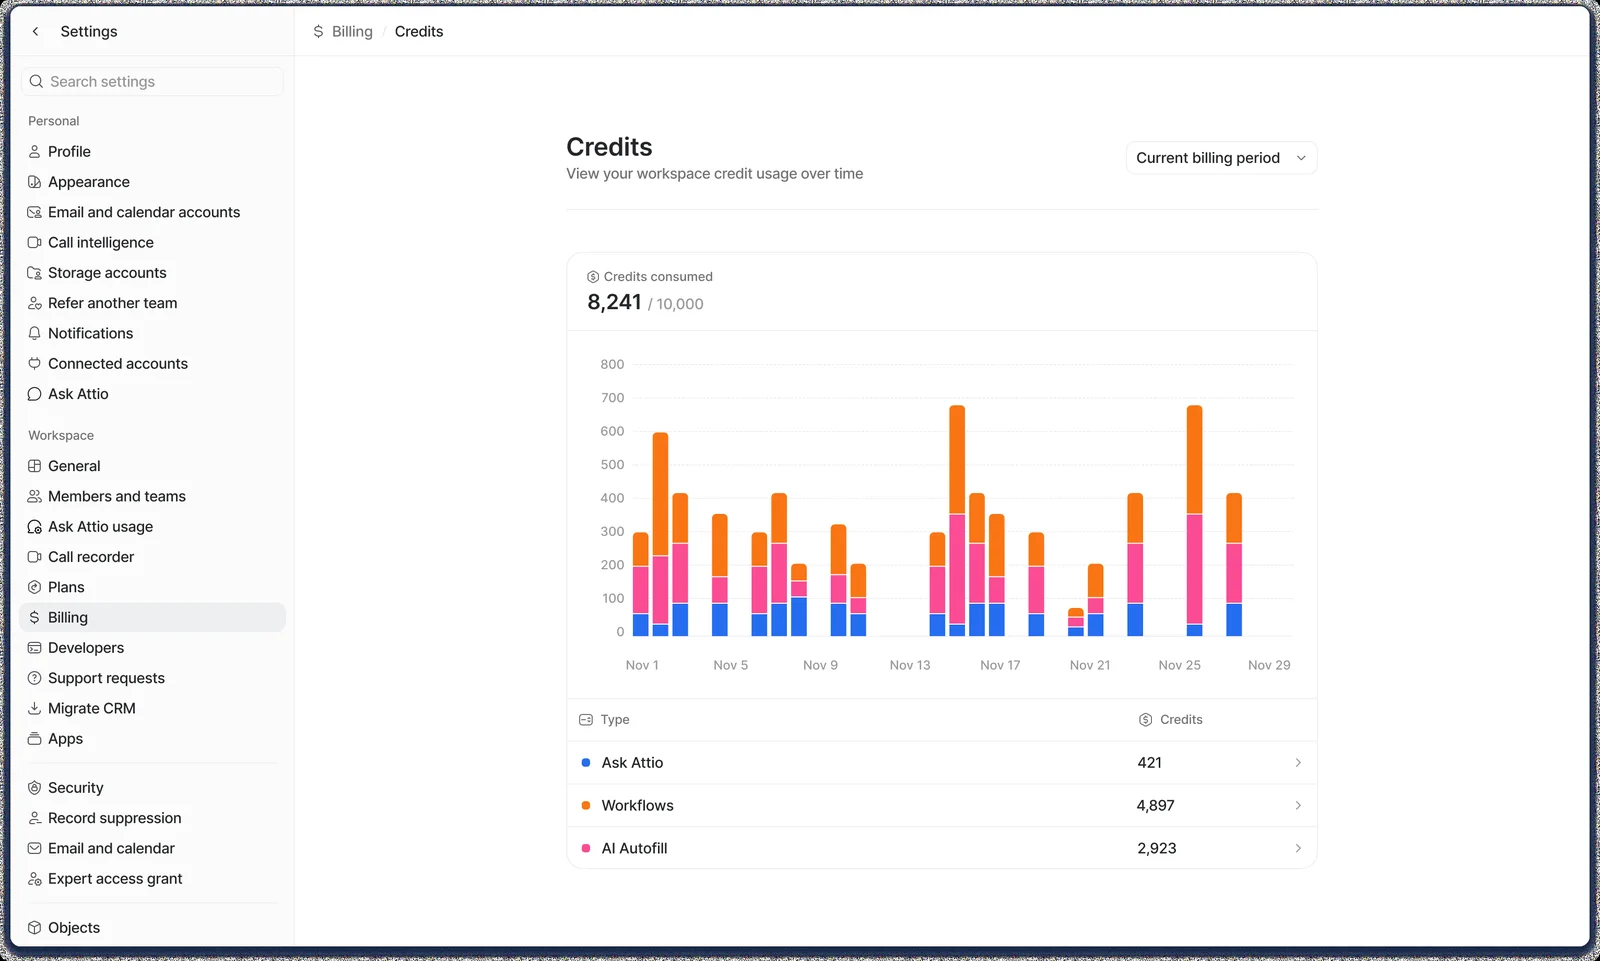 Settings
Billing / Credits
Search settings
Personal
Profile
Appearance
Email and calendar accounts
Call intelligence
Storage accounts
Refer another team
Notifications
Connected accounts
Ask Attio
Workspace
General
Members and teams
Ask Attio usage
Call recorder
Plans
Billing
Developers
Support requests
Migrate CRM
Apps
Security
Record suppression
Email and calendar
Expert access grant
Objects
Credits
View your workspace credit usage over time
Current billing period
Credits consumed
8,241 / 10,000
800
700
600
500
400
300
200
100
0
Nov 1 Nov 5 Nov 9 Nov 13 Nov 17 Nov 21 Nov 25 Nov 29
Type Credits
Ask Attio 421
Workflows 4,897
AI Autofill 2,923